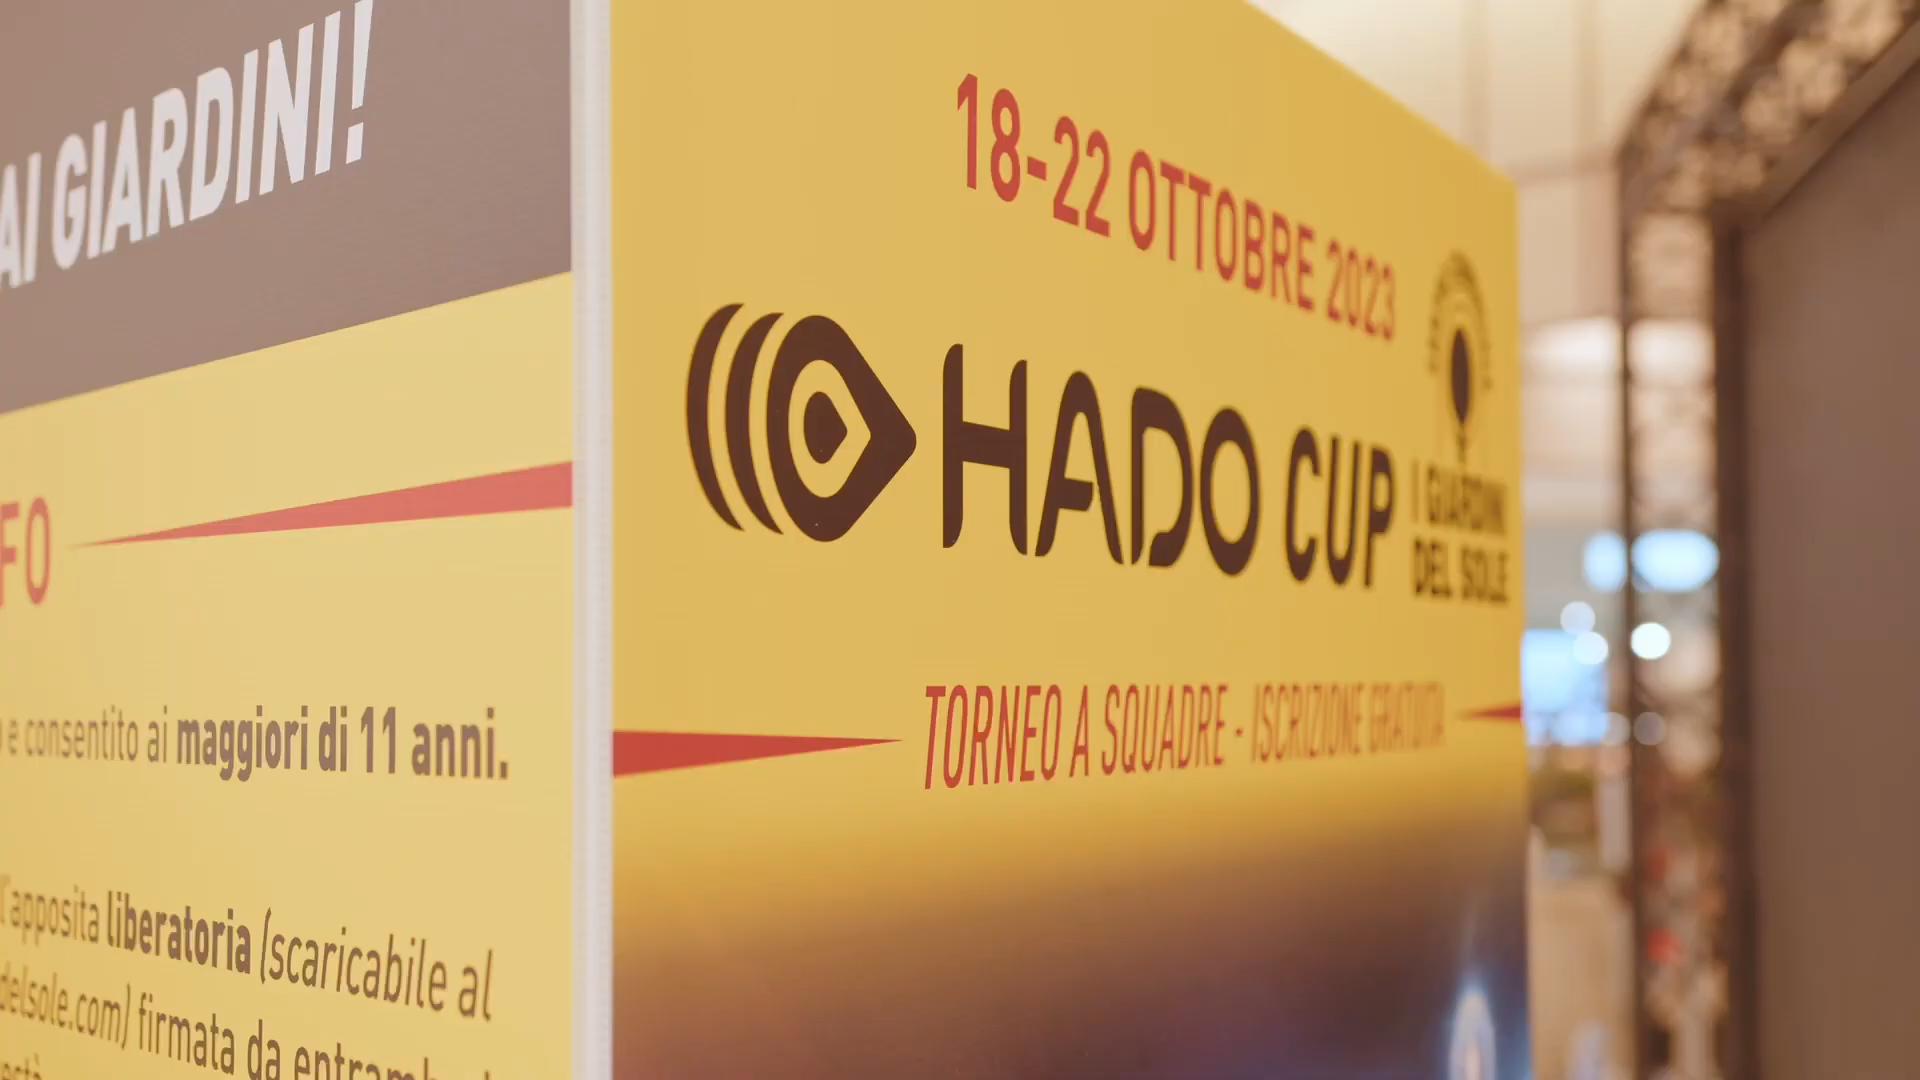 AI GIARDINI!
FO
e consentito ai maggiori di 11 anni.
l'apposita liberatoria (scaricabile al
delsole.com) firmata da
18-22 OTTOBRE 2023
HADO CUP
I GIARDINI
DEL SOLE
TORNEO A SQUADRE - ISCRIZIONE GRATUITA